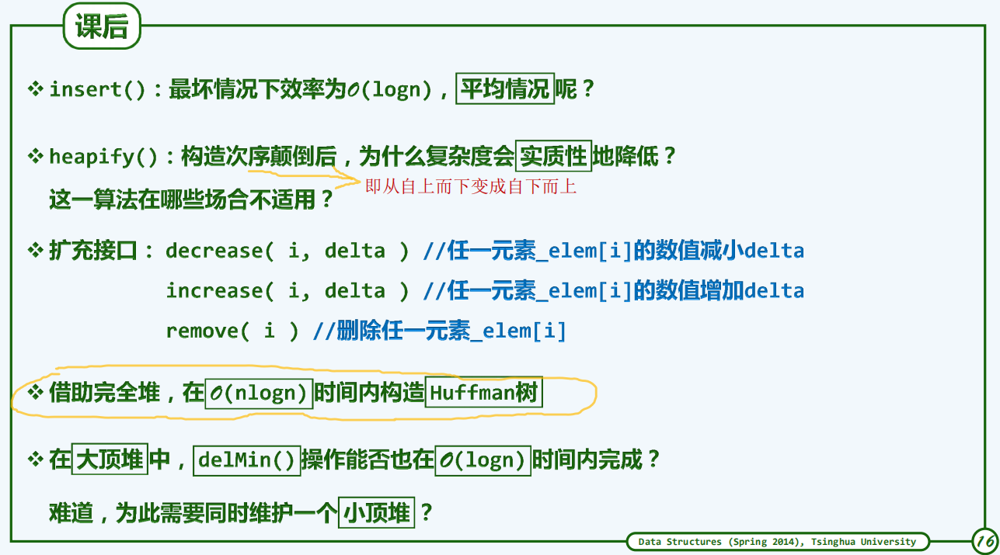 课后
❖ insert()：最坏情况下效率为O(logn)，平均情况呢？
❖ heapify()：构造次序颠倒后，为什么复杂度会实质性地降低？
即从自上而下变成自下而上
这一算法在哪些场合不适用？
❖ 扩充接口： decrease( i, delta ) //任一元素_elem[i]的数值减小delta
increase( i, delta ) //任一元素_elem[i]的数值增加delta
remove( i ) //删除任一元素_elem[i]
❖ 借助完全堆，在O(nlogn)时间内构造Huffman树
❖ 在大顶堆中，delMin()操作能否也在O(logn)时间内完成？
难道，为此需要同时维护一个小顶堆？
Data Structures (Spring 2014), Tsinghua University
16